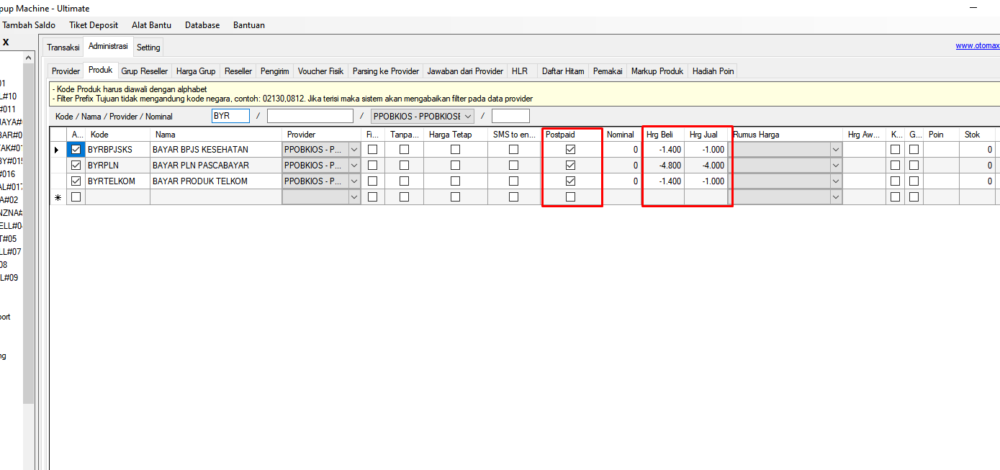 pup Machine - Ultimate
Tambah Saldo Tiket Deposit Alat Bantu Database Bantuan
X
Transaksi Administrasi Setting
www.otomax
Provider Produk Grup Reseller Harga Grup Reseller Pengirim Voucher Fisik Parsing ke Provider Jawaban dari Provider HLR Daftar Hitam Pemakai Markup Produk Hadiah Poin
- Kode Produk harus diawali dengan alphabet
- Filter Prefix Tujuan tidak mengandung kode negara, contoh: 02130,0812. Jika terisi maka sistem akan mengabaikan filter pada data provider
Kode / Nama / Provider / Nominal BYR / / PPOBKIOS - PPOBKIOSE /
A... Kode Nama Provider Fi... Tanpa... Harga Tetap SMS to en... Postpaid Nominal Hrg Beli Hrg Jual Rumus Harga Hrg Aw... K... G... Poin Stok
BYRBPJSKS BAYAR BPJS KESEHATAN PPOBKIOS - P... 0 -1.400 -1.000 0
BYRPLN BAYAR PLN PASCABAYAR PPOBKIOS - P... 0 -4.800 -4.000 0
BYRTELKOM BAYAR PRODUK TELKOM PPOBKIOS - P... 0 -1.400 -1.000 0
01
L#10
#011
JAYA#
BAR#0
TAK#01
BY#015
#016
AL#017
A#02
NZNA#
ELL#04
T#05
LL#07
08
L#09
port
ng